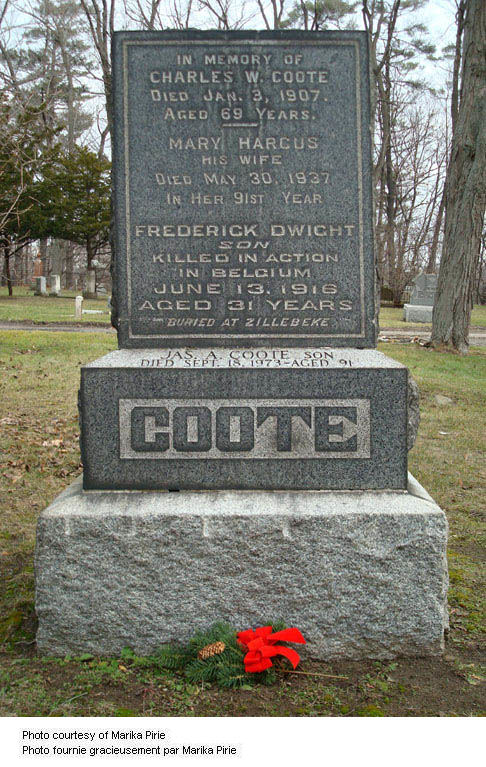 IN MEMORY OF
CHARLES W. COOTE
DIED JAN. 3, 1907.
AGED 69 YEARS.
MARY HARCUS
HIS WIFE
DIED MAY 30, 1937
IN HER 91ST YEAR
FREDERICK DWIGHT
SON
KILLED IN ACTION
IN BELGIUM
JUNE 13, 1916
AGED 31 YEARS
"BURIED AT ZILLEBEKE"
JAS. A. COOTE SON
DIED SEPT. 18, 1973-AGED 91
COOTE
Photo courtesy of Marika Pirie
Photo fournie gracieusement par Marika Pirie